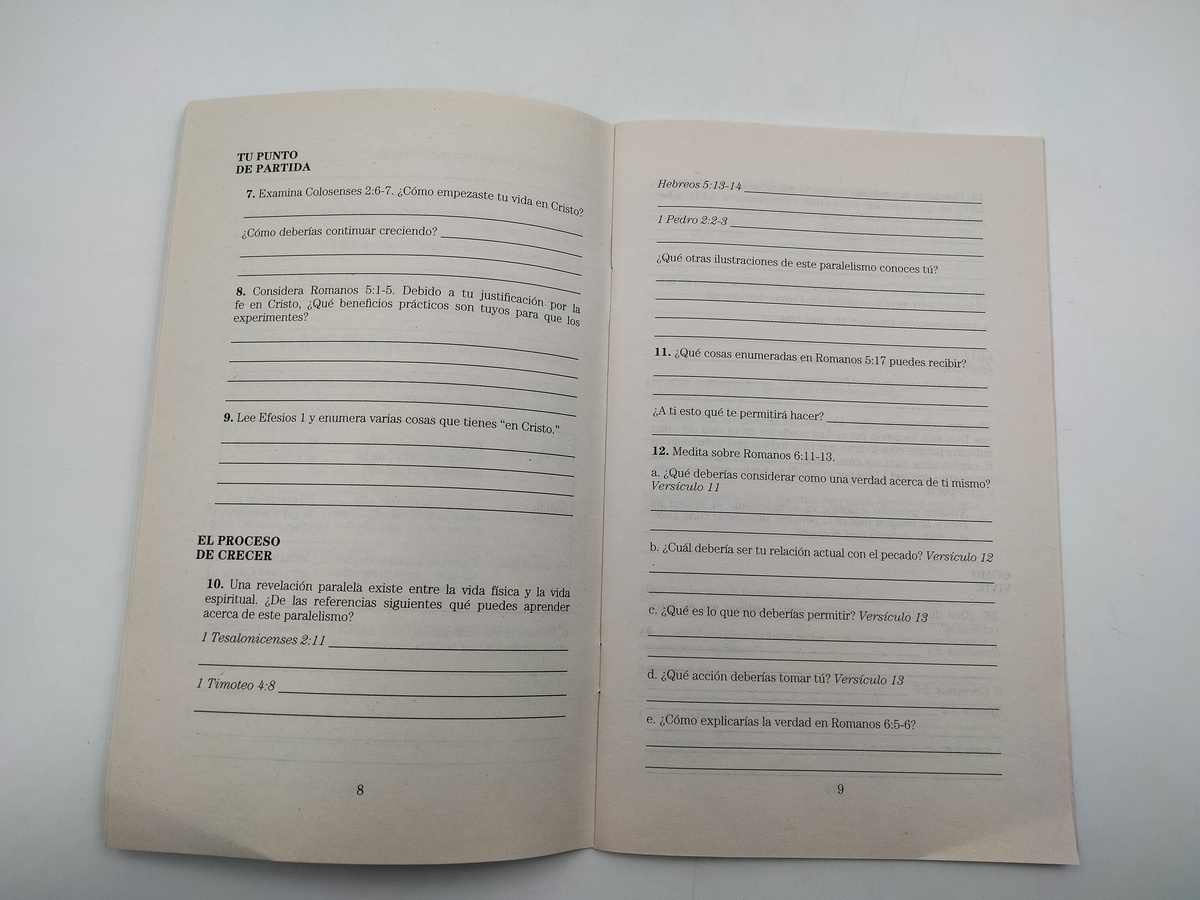 TU PUNTO
DE PARTIDA
7. Examina Colosenses 2:6-7. ¿Cómo empezaste tu vida en Cristo?
¿Cómo deberías continuar creciendo?
8. Considera Romanos 5:1-5. Debido a tu justificación por la
fe en Cristo, ¿Qué beneficios prácticos son tuyos para que los
experimentes?
9. Lee Efesios 1 y enumera varias cosas que tienes “en Cristo.”
EL PROCESO
DE CRECER
10. Una revelación paralela existe entre la vida física y la vida
espiritual. ¿De las referencias siguientes qué puedes aprender
acerca de este paralelismo?
1 Tesalonicenses 2:11
1 Timoteo 4:8
8
Hebreos 5:13-14
1 Pedro 2:2-3
¿Qué otras ilustraciones de este paralelismo conoces tú?
11. ¿Qué cosas enumeradas en Romanos 5:17 puedes recibir?
¿A ti esto qué te permitirá hacer?
12. Medita sobre Romanos 6:11-13.
a. ¿Qué deberías considerar como una verdad acerca de ti mismo?
Versículo 11
b. ¿Cuál debería ser tu relación actual con el pecado? Versículo 12
c. ¿Qué es lo que no deberías permitir? Versículo 13
d. ¿Qué acción deberías tomar tú? Versículo 13
e. ¿Cómo explicarías la verdad en Romanos 6:5-6?
9